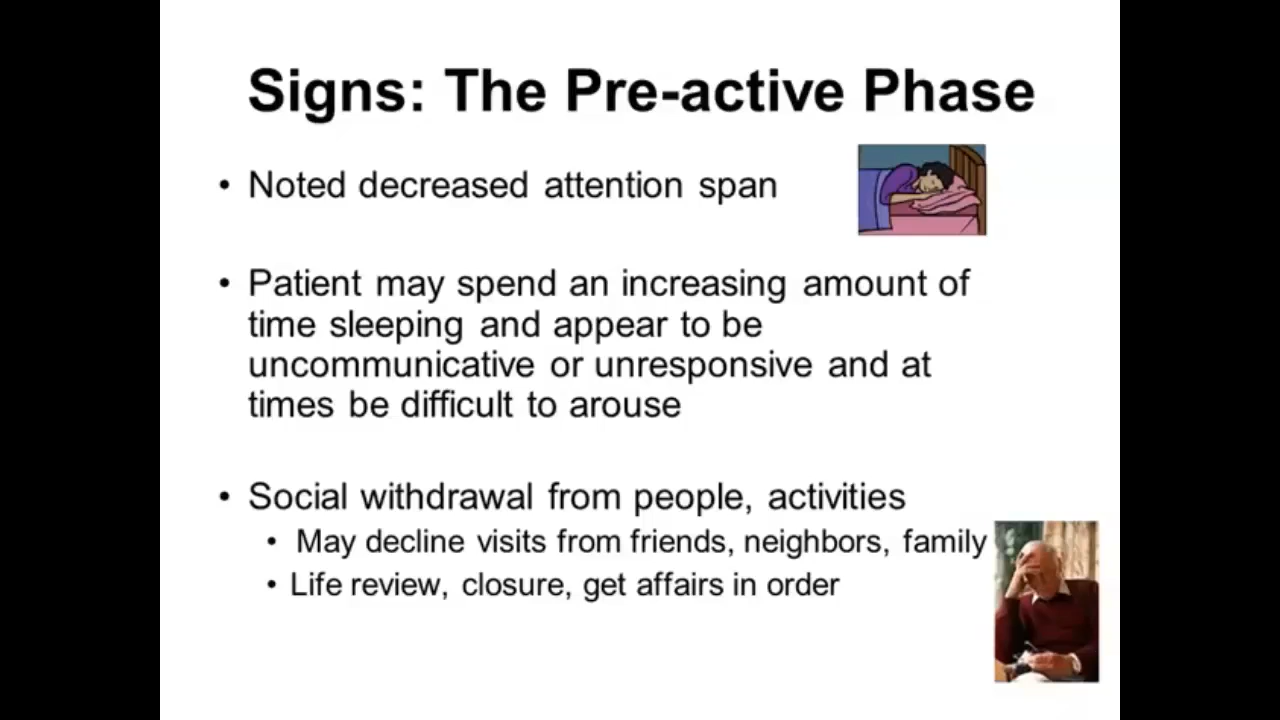 Signs: The Pre-active Phase
• Noted decreased attention span
• Patient may spend an increasing amount of
time sleeping and appear to be
uncommunicative or unresponsive and at
times be difficult to arouse
• Social withdrawal from people, activities
• May decline visits from friends, neighbors, family
• Life review, closure, get affairs in order